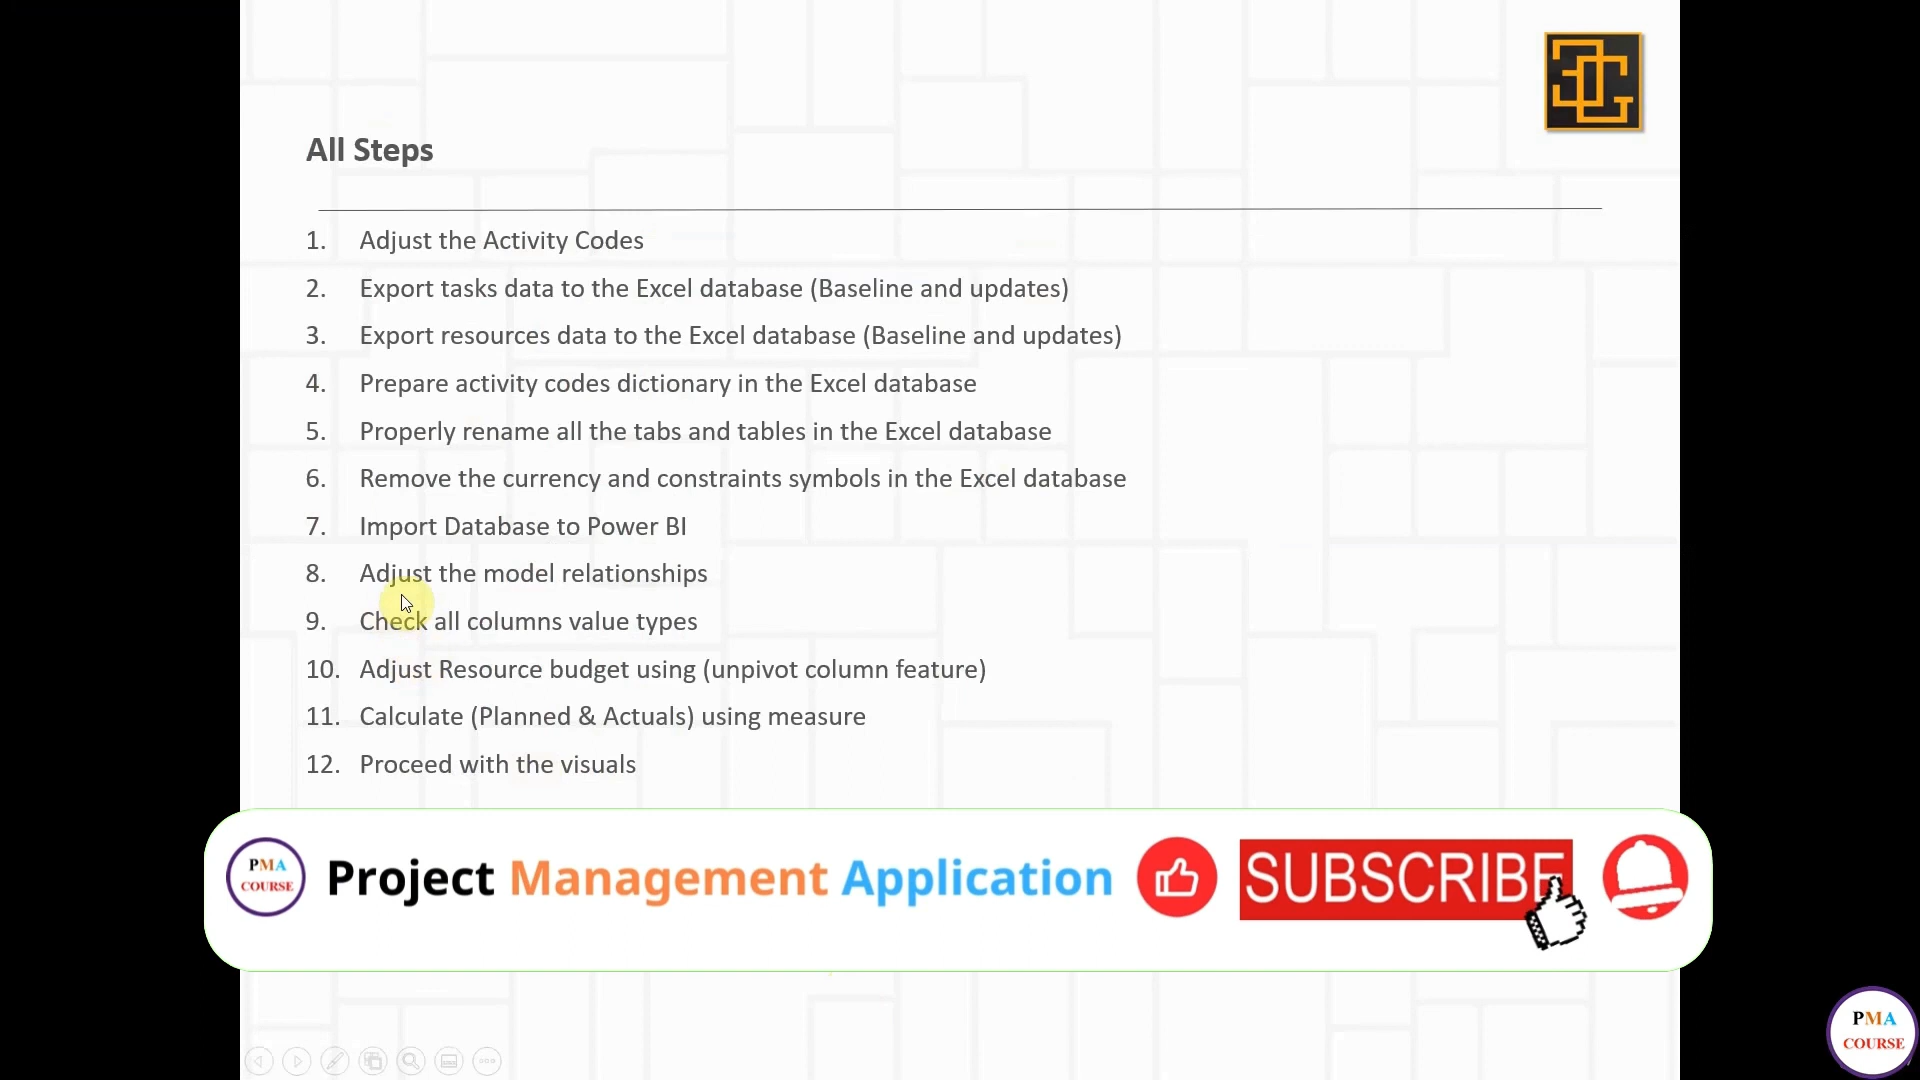 All Steps
1. Adjust the Activity Codes
2. Export tasks data to the Excel database (Baseline and updates)
3. Export resources data to the Excel database (Baseline and updates)
4. Prepare activity codes dictionary in the Excel database
5. Properly rename all the tabs and tables in the Excel database
6. Remove the currency and constraints symbols in the Excel database
7. Import Database to Power BI
8. Adjust the model relationships
9. Check all columns value types
10. Adjust Resource budget using (unpivot column feature)
11. Calculate (Planned & Actuals) using measure
12. Proceed with the visuals
PMA
COURSE
Project Management Application
SUBSCRIBE
PMA
COURSE